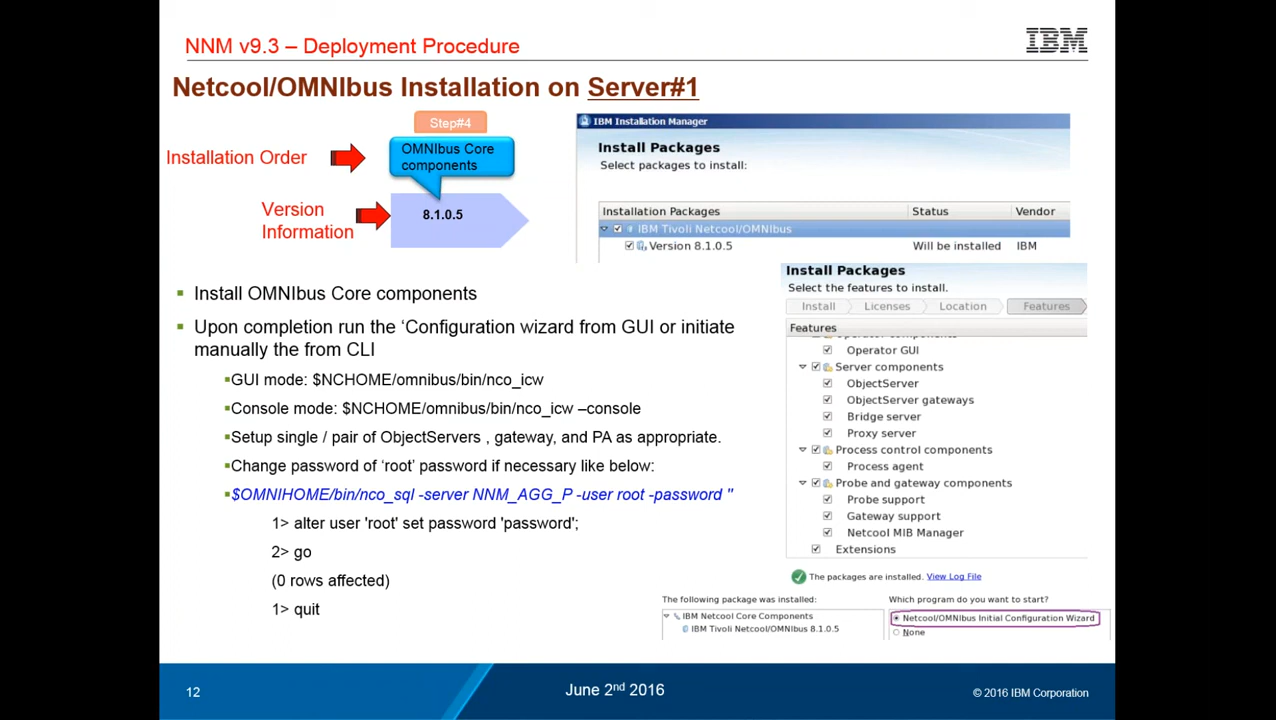 NNM v9.3 – Deployment Procedure
IBM
Netcool/OMNIbus Installation on Server#1
Step#4
Installation Order
OMNIbus Core
components
Version
Information
8.1.0.5
IBM Installation Manager
Install Packages
Select packages to install:
Installation Packages Status Vendor
IBM Tivoli Netcool/OMNIbus
Version 8.1.0.5 Will be installed IBM
▪ Install OMNIbus Core components
▪ Upon completion run the ‘Configuration wizard from GUI or initiate
manually the from CLI
▪GUI mode: $NCHOME/omnibus/bin/nco_icw
▪Console mode: $NCHOME/omnibus/bin/nco_icw –console
▪Setup single / pair of ObjectServers , gateway, and PA as appropriate.
▪Change password of ‘root’ password if necessary like below:
▪$OMNIHOME/bin/nco_sql -server NNM_AGG_P -user root -password ''
1> alter user 'root' set password 'password';
2> go
(0 rows affected)
1> quit
Install Packages
Select the features to install.
Install Licenses Location Features
Features
Operator components
Operator GUI
Server components
ObjectServer
ObjectServer gateways
Bridge server
Proxy server
Process control components
Process agent
Probe and gateway components
Probe support
Gateway support
Netcool MIB Manager
Extensions
The packages are installed. View Log File
The following package was installed:
IBM Netcool Core Components
IBM Tivoli Netcool/OMNIbus 8.1.0.5
Which program do you want to start?
Netcool/OMNIbus Initial Configuration Wizard
None
12
June 2nd 2016
© 2016 IBM Corporation